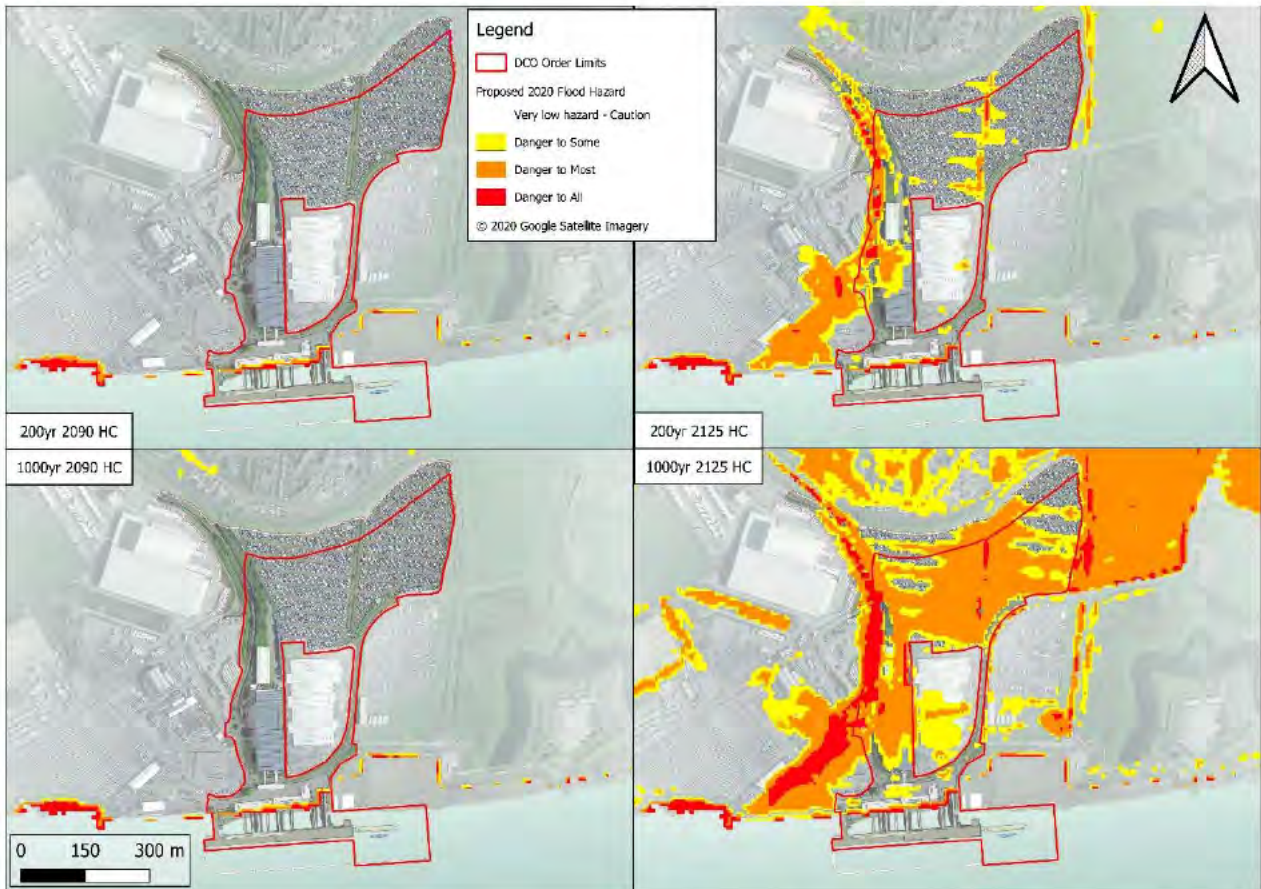 Legend
DCO Order Limits
Proposed 2020 Flood Hazard
Very low hazard - Caution
Danger to Some
Danger to Most
Danger to All
© 2020 Google Satellite Imagery
200yr 2090 HC
200yr 2125 HC
1000yr 2090 HC
1000yr 2125 HC
0 150 300 m